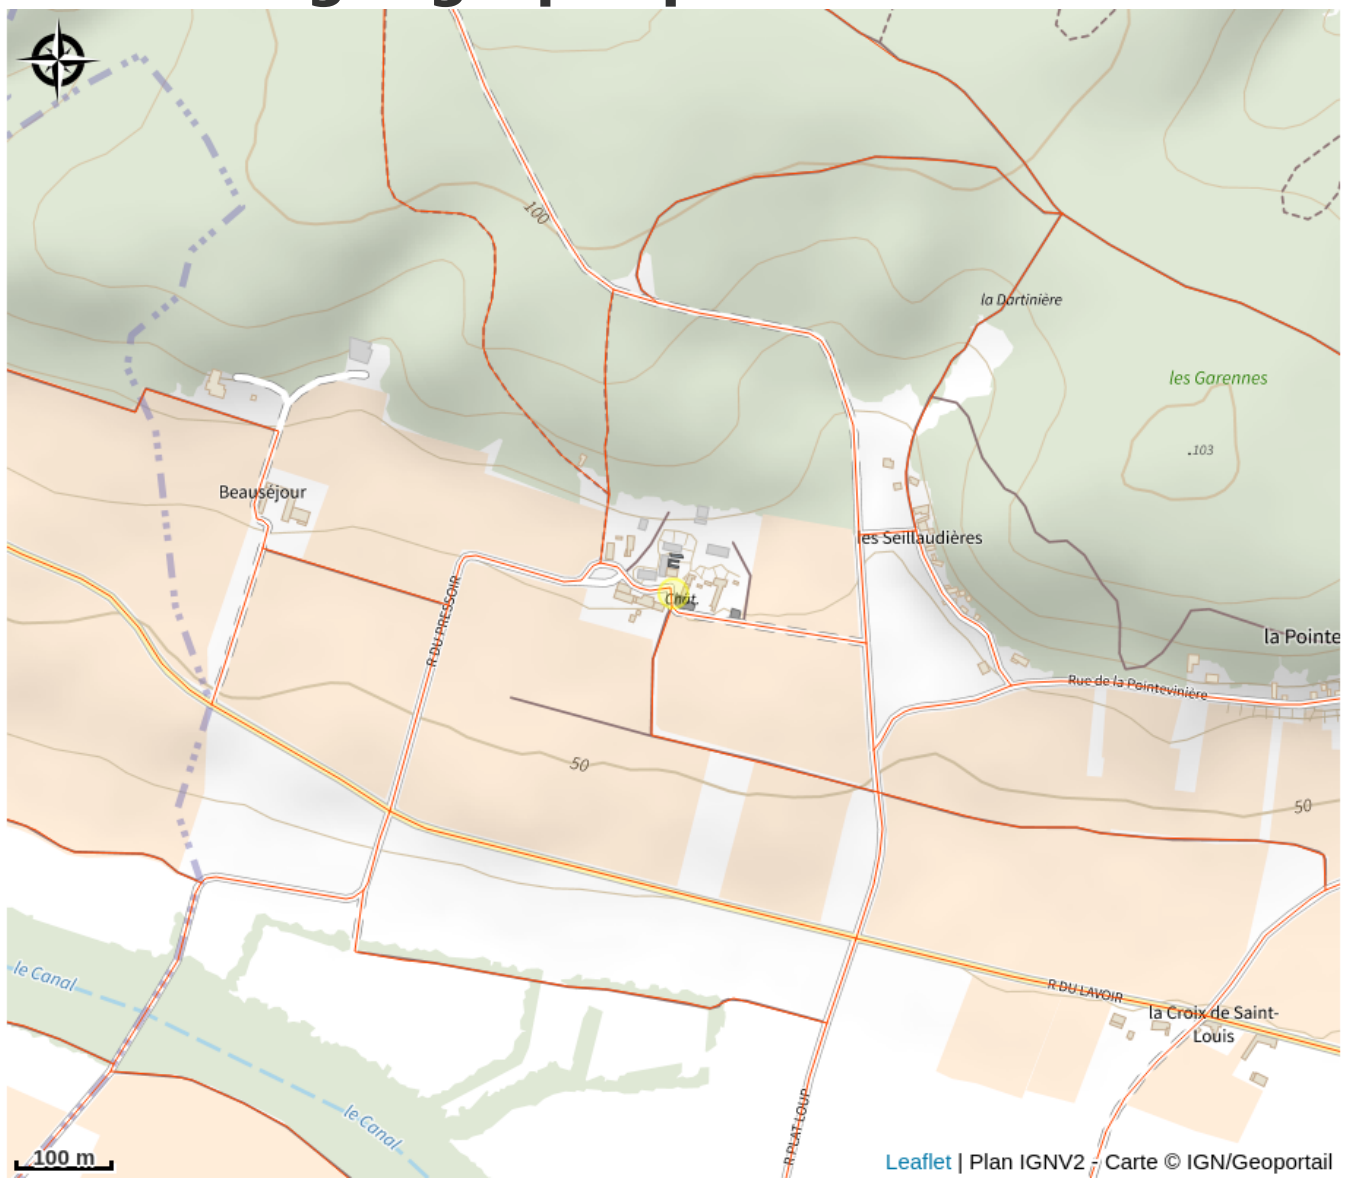 100
la Dartinière
les Garennes
.103
Beauséjour
les Seillaudières
R DU PRESSOIR
Chât.
la Pointe
Rue de la Pointevinière
50
50
le Canal
R DU LAVOIR
la Croix de Saint-
Louis
le Canal
R PLAT LOUP
100 m
Leaflet | Plan IGNV2 - Carte © IGN/Geoportail